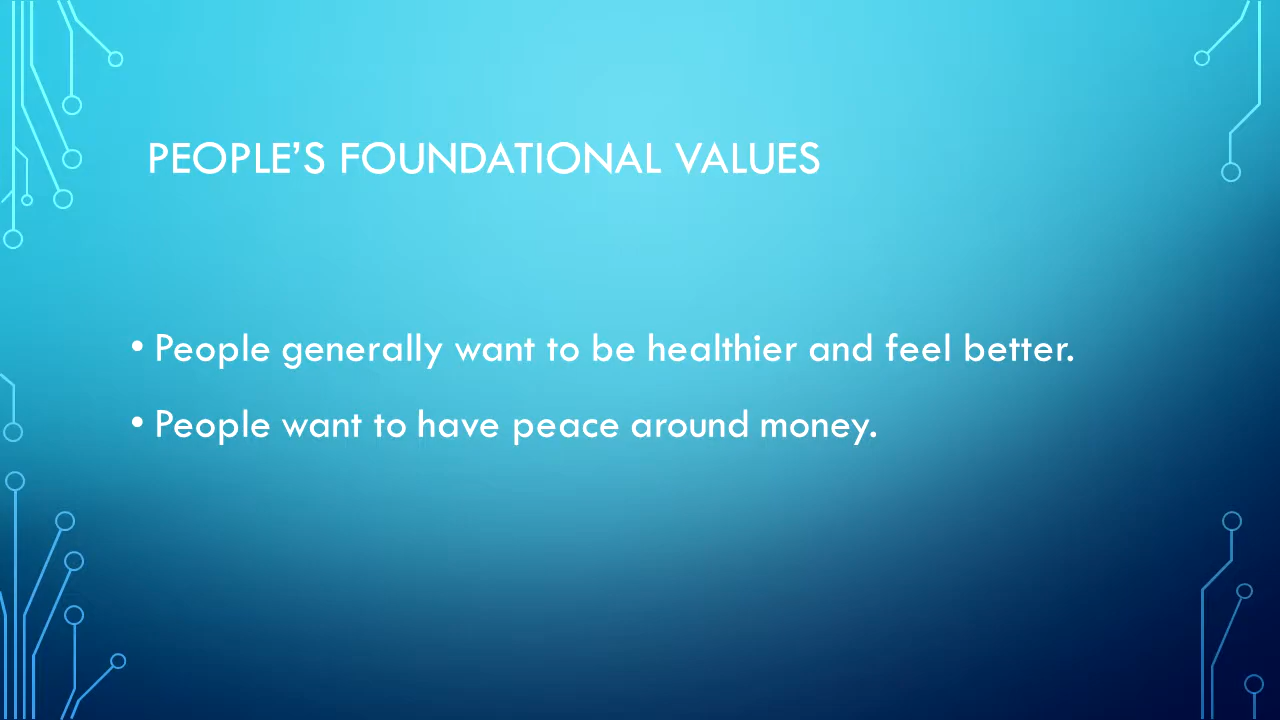 PEOPLE’S FOUNDATIONAL VALUES
• People generally want to be healthier and feel better.
• People want to have peace around money.